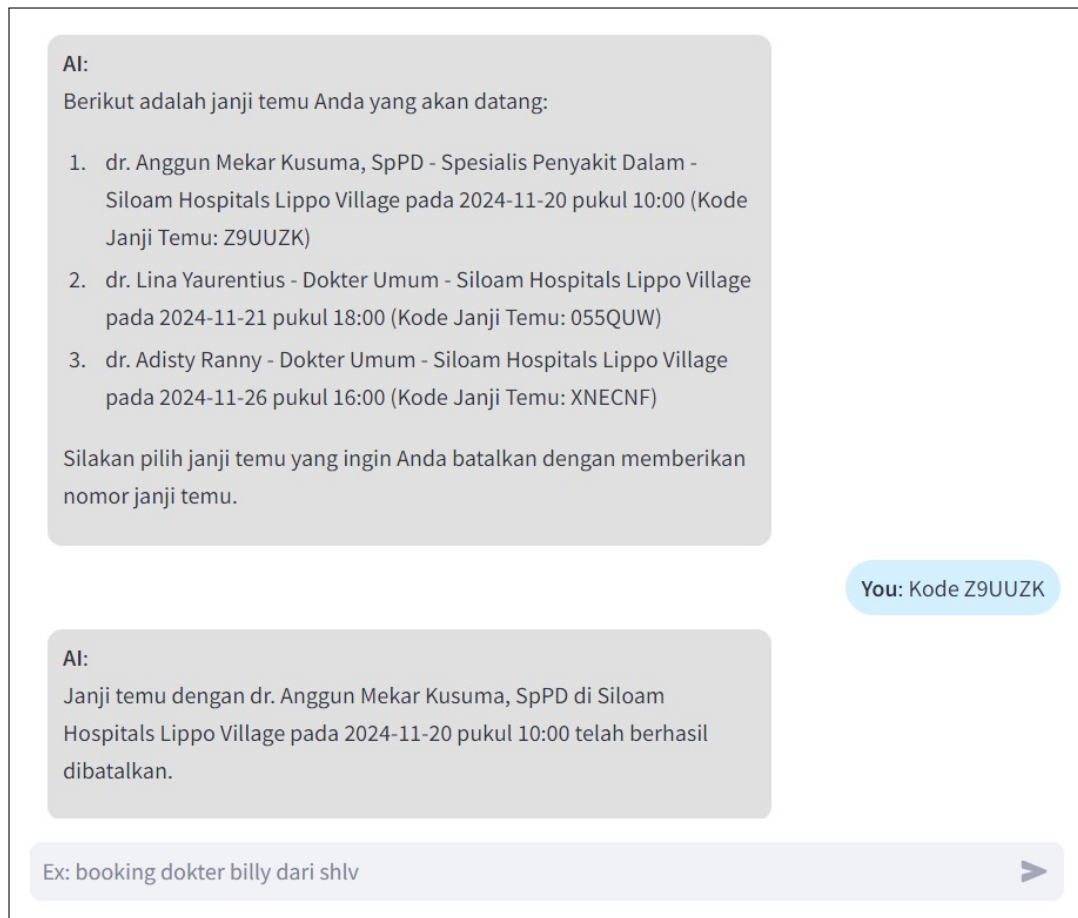 AI:
Berikut adalah janji temu Anda yang akan datang:
1. dr. Anggun Mekar Kusuma, SpPD - Spesialis Penyakit Dalam -
Siloam Hospitals Lippo Village pada 2024-11-20 pukul 10:00 (Kode
Janji Temu: Z9UUZK)
2. dr. Lina Yaurentius - Dokter Umum - Siloam Hospitals Lippo Village
pada 2024-11-21 pukul 18:00 (Kode Janji Temu: 055QUW)
3. dr. Adisty Ranny - Dokter Umum - Siloam Hospitals Lippo Village
pada 2024-11-26 pukul 16:00 (Kode Janji Temu: XNECNF)
Silakan pilih janji temu yang ingin Anda batalkan dengan memberikan
nomor janji temu.
You: Kode Z9UUZK
AI:
Janji temu dengan dr. Anggun Mekar Kusuma, SpPD di Siloam
Hospitals Lippo Village pada 2024-11-20 pukul 10:00 telah berhasil
dibatalkan.
Ex: booking dokter billy dari shlv